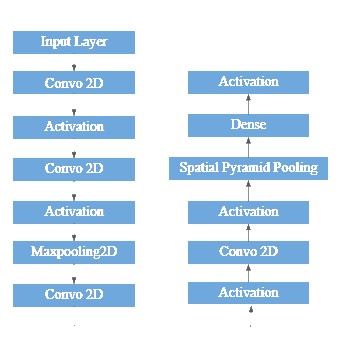 Input Layer
Convo 2D
Activation
Convo 2D
Activation
Maxpooling2D
Convo 2D
Activation
Dense
Spatial Pyramid Pooling
Activation
Convo 2D
Activation